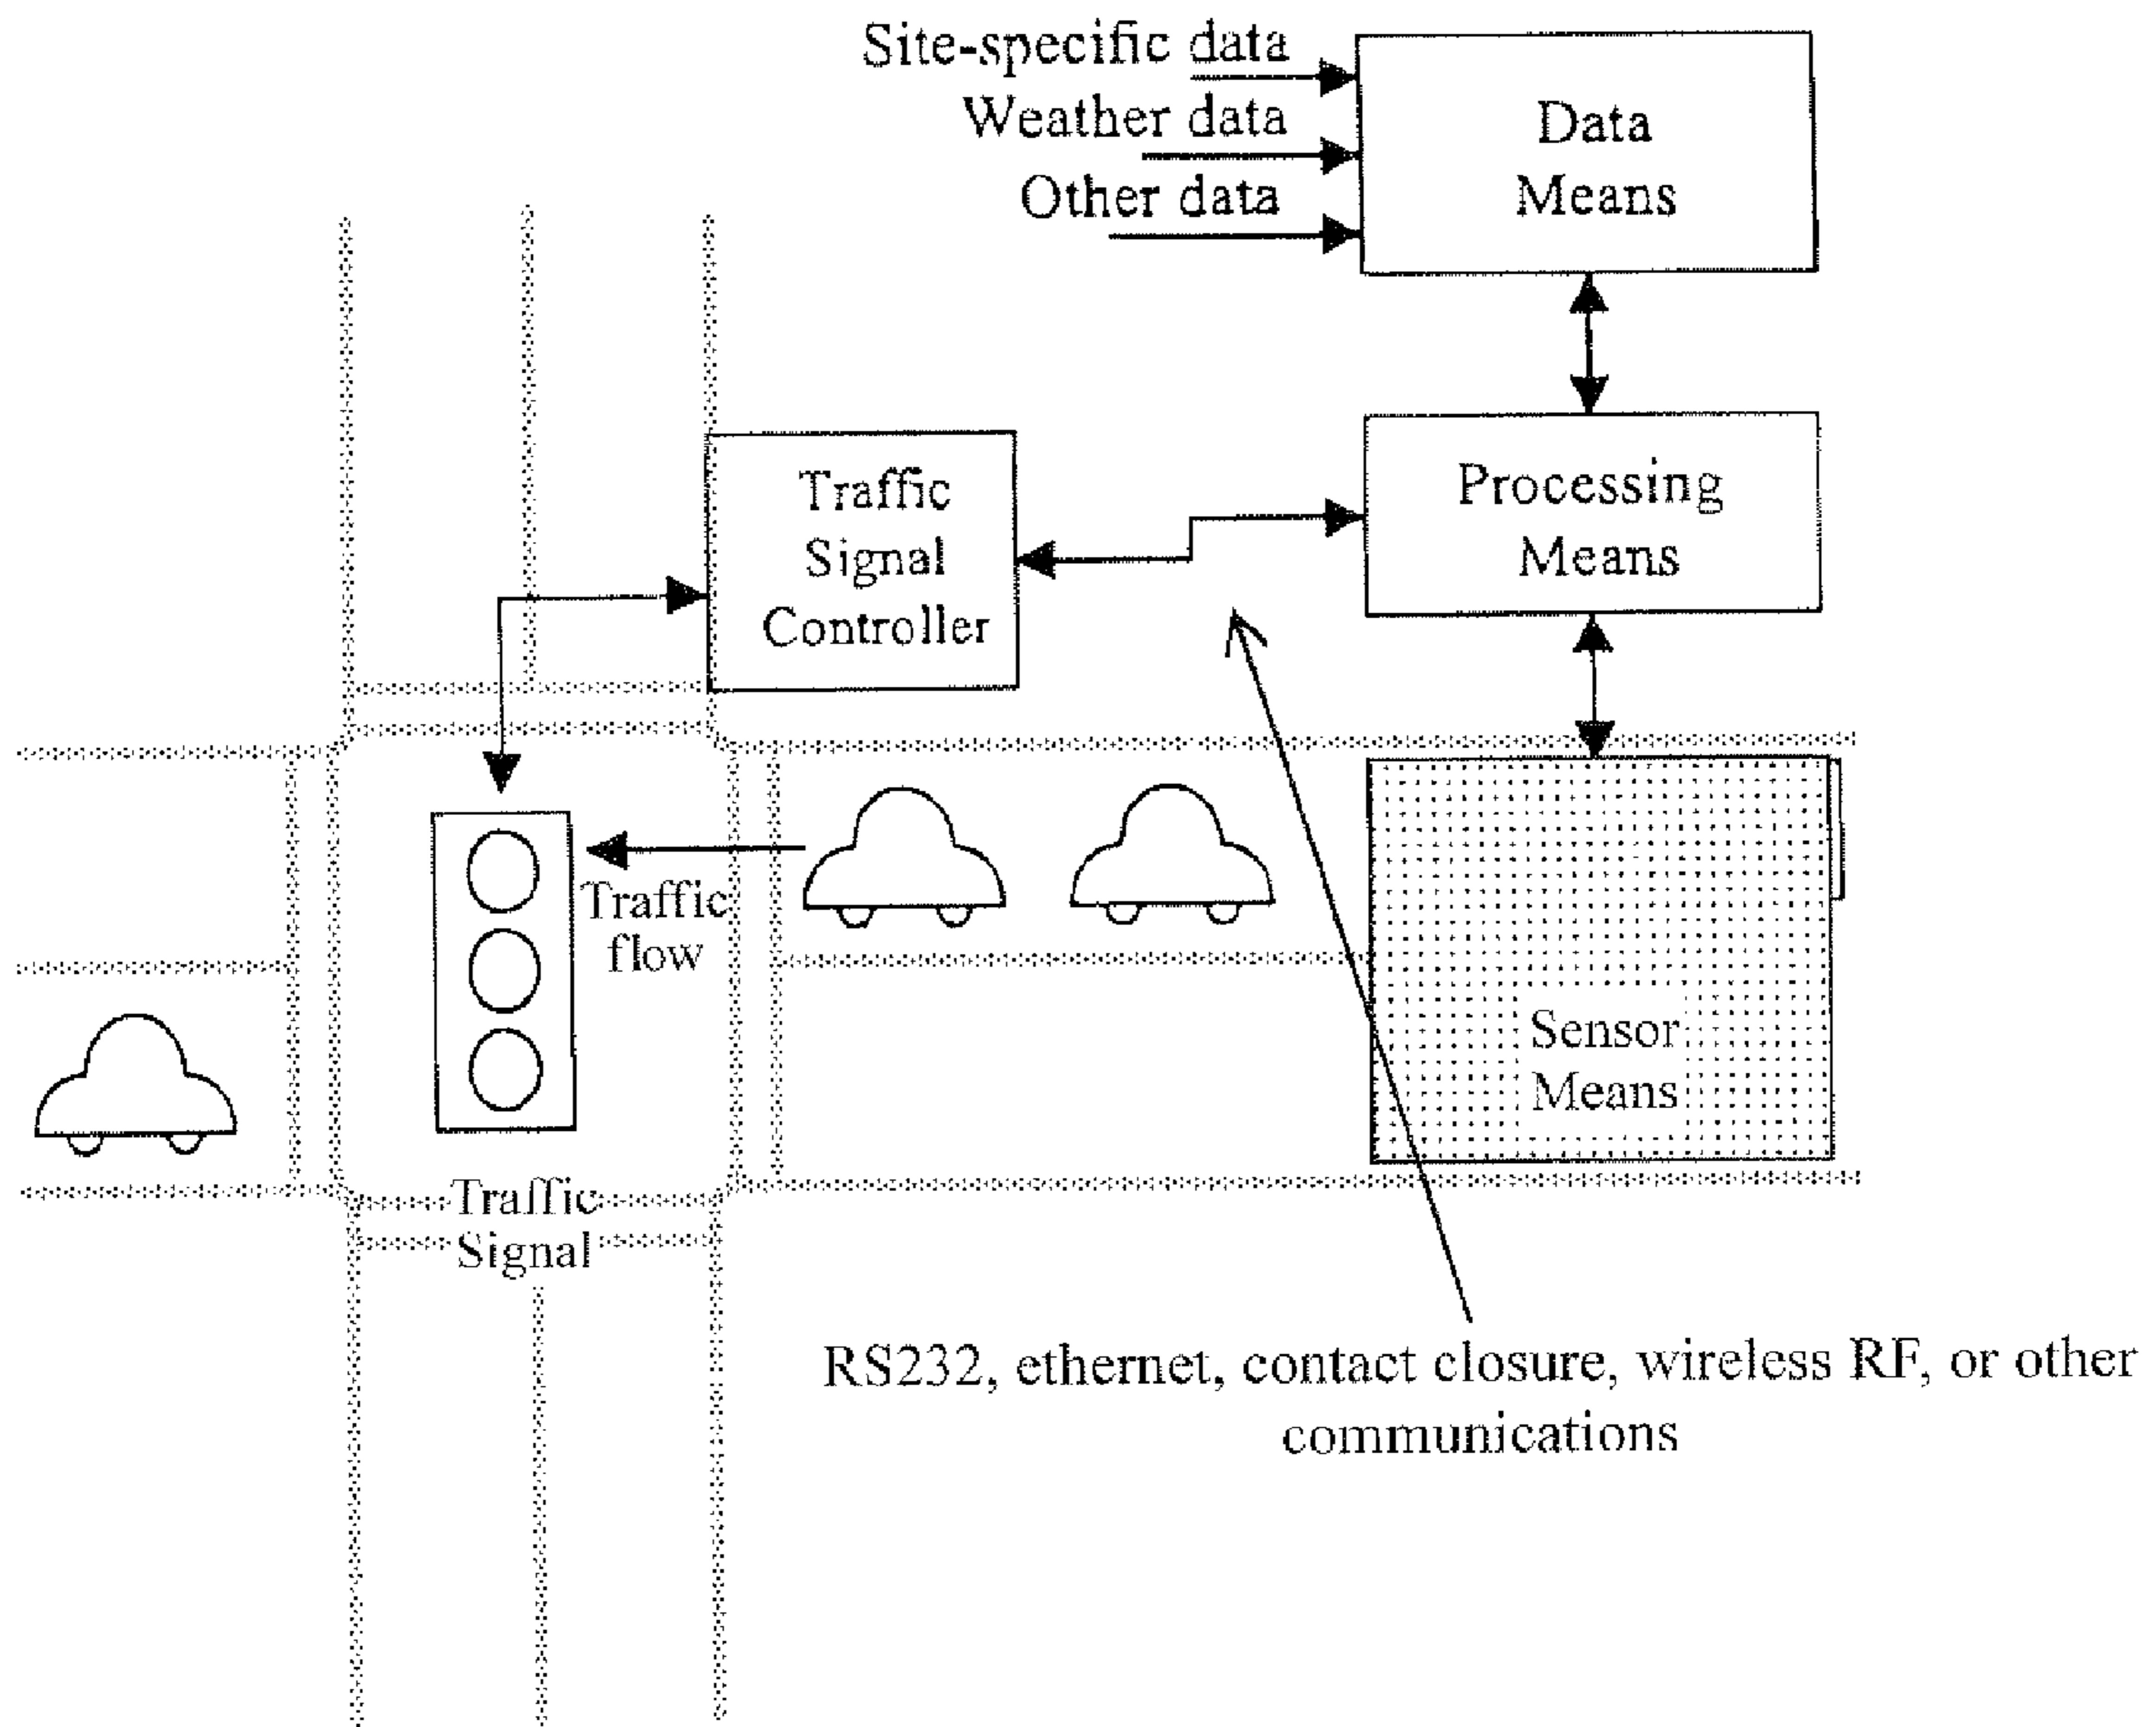 Site-specific data
Weather data
Other data
Data
Means
Traffic
Signal
Controller
Processing
Means
Traffic
flow
Sensor
Means
Traffic
Signal
RS232, ethernet, contact closure, wireless RF, or other
communications